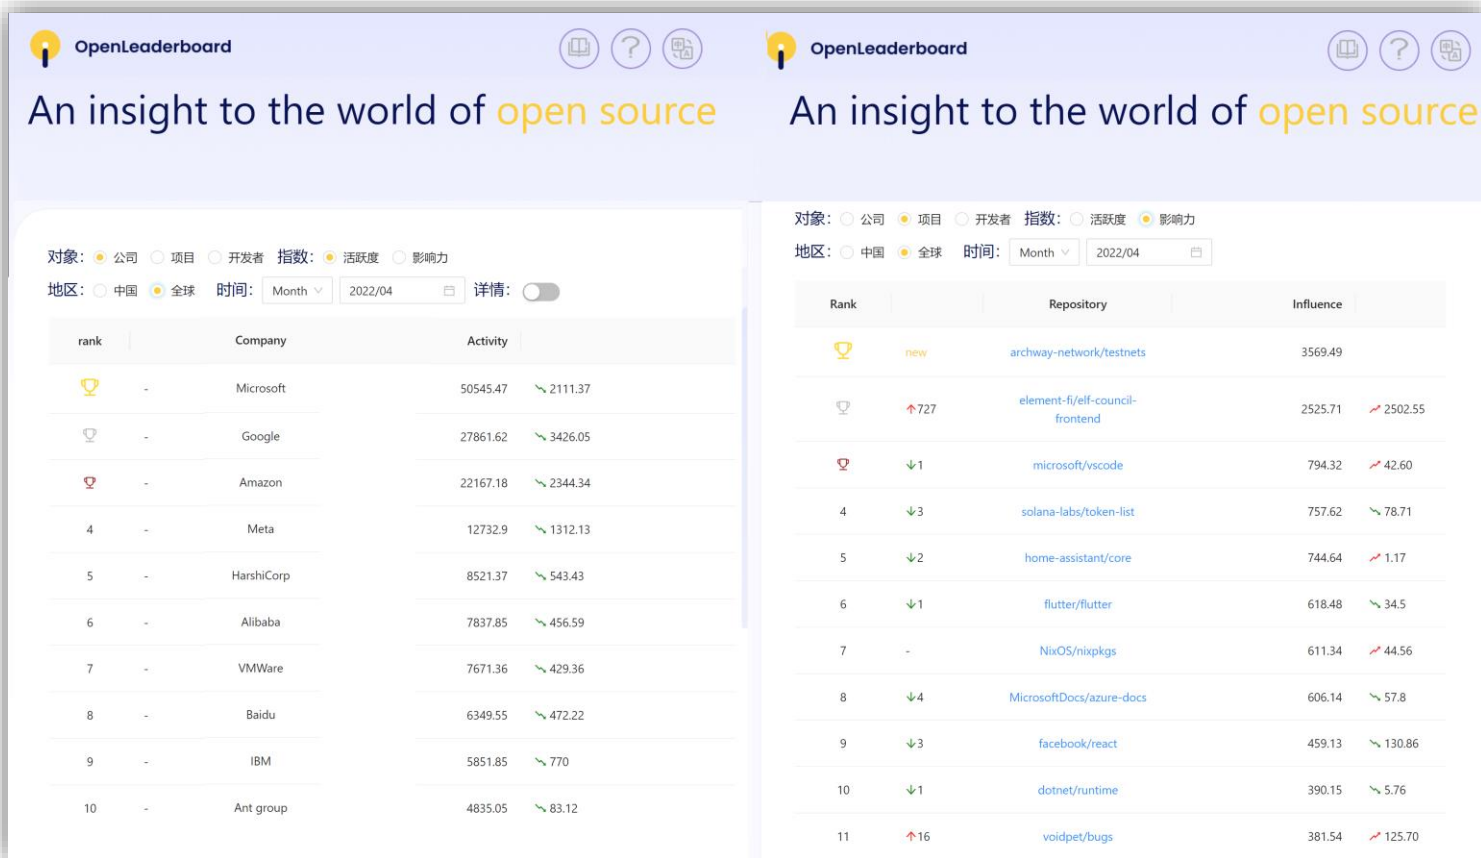 OpenLeaderboard
An insight to the world of open source
对象: 公司 项目 开发者 指数: 活跃度 影响力
地区: 中国 全球 时间: Month 2022/04 详情:
rank Company Activity
- Microsoft 50545.47 2111.37
- Google 27861.62 3426.05
- Amazon 22167.18 2344.34
4 - Meta 12732.9 1312.13
5 - HarshiCorp 8521.37 543.43
6 - Alibaba 7837.85 456.59
7 - VMWare 7671.36 429.36
8 - Baidu 6349.55 472.22
9 - IBM 5851.85 770
10 - Ant group 4835.05 83.12
OpenLeaderboard
An insight to the world of open source
对象: 公司 项目 开发者 指数: 活跃度 影响力
地区: 中国 全球 时间: Month 2022/04
Rank Repository Influence
new archway-network/testnets 3569.49
↑727 element-fi/elf-council-
frontend 2525.71 2502.55
↓1 microsoft/vscode 794.32 42.60
4 ↓3 solana-labs/token-list 757.62 78.71
5 ↓2 home-assistant/core 744.64 1.17
6 ↓1 flutter/flutter 618.48 34.5
7 - NixOS/nixpkgs 611.34 44.56
8 ↓4 MicrosoftDocs/azure-docs 606.14 57.8
9 ↓3 facebook/react 459.13 130.86
10 ↓1 dotnet/runtime 390.15 5.76
11 ↑16 voidpet/bugs 381.54 125.70